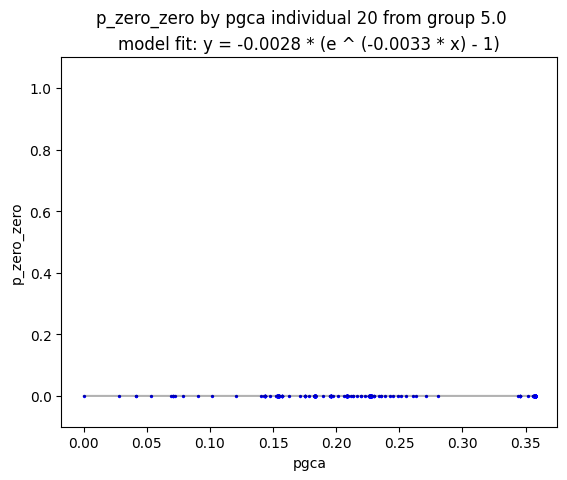 p_zero_zero by pgca individual 20 from group 5.0
model fit: y = -0.0028 * (e ^ (-0.0033 * x) - 1)
1.0
0.8
0.6
0.4
0.2
0.0
p_zero_zero
0.00 0.05 0.10 0.15 0.20 0.25 0.30 0.35
pgca